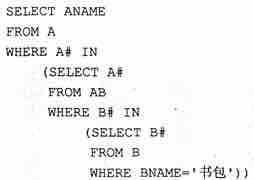 SELECT ANAME
FROM A
WHERE A# IN
(SELECT A#
FROM AB
WHERE B# IN
(SELECT B#
FROM B
WHERE BNAME='书包'))